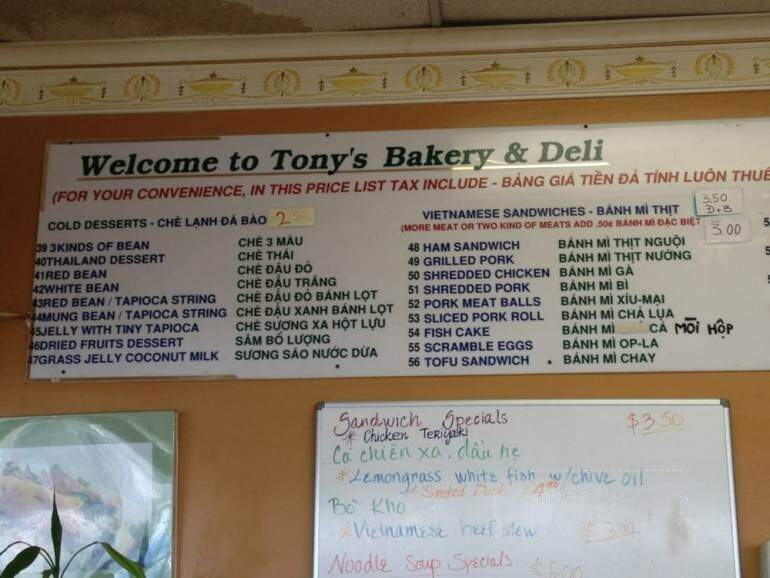 Welcome to Tony's Bakery & Deli
(FOR YOUR CONVENIENCE, IN THIS PRICE LIST TAX INCLUDE - BẢNG GIÁ TIỀN ĐÃ TÍNH LUÔN THUẾ
COLD DESSERTS - CHÈ LẠNH ĐÁ BÀO 2.50
39 3KINDS OF BEAN CHÈ 3 MÀU
40THAILAND DESSERT CHÈ THÁI
41RED BEAN CHÈ ĐẬU ĐỎ
42WHITE BEAN CHÈ ĐẬU TRẮNG
43RED BEAN / TAPIOCA STRING CHÈ ĐẬU ĐỎ BÁNH LỌT
44MUNG BEAN / TAPIOCA STRING CHÈ ĐẬU XANH BÁNH LỌT
45JELLY WITH TINY TAPIOCA CHÈ SƯƠNG XA HỘT LỰU
46DRIED FRUITS DESSERT SÂM BỔ LƯỢNG
47GRASS JELLY COCONUT MILK SƯƠNG SÁO NƯỚC DỪA
VIETNAMESE SANDWICHES - BÁNH MÌ THỊT 3.50
D.B
(MORE MEAT OR TWO KIND OF MEATS ADD .50¢ BÁNH MÌ ĐẶC BIỆT 3.00
48 HAM SANDWICH BÁNH MÌ THỊT NGUỘI
49 GRILLED PORK BÁNH MÌ THỊT NƯỚNG
50 SHREDDED CHICKEN BÁNH MÌ GÀ
51 SHREDDED PORK BÁNH MÌ BÌ
52 PORK MEAT BALLS BÁNH MÌ XÍU-MẠI
53 SLICED PORK ROLL BÁNH MÌ CHẢ LỤA
54 FISH CAKE BÁNH MÌ CÁ MÒI HỘP
55 SCRAMBLE EGGS BÁNH MÌ OP-LA
56 TOFU SANDWICH BÁNH MÌ CHAY
Sandwich Specials $3.50
* Chicken Teriyaki
Cá chiên xả, dầu hẹ
*Lemongrass white fish w/chive oil
* Smoked Duck 4.00
Bò Kho
*Vietnamese beef stew $3.00
Noodle Soup Specials $6.00